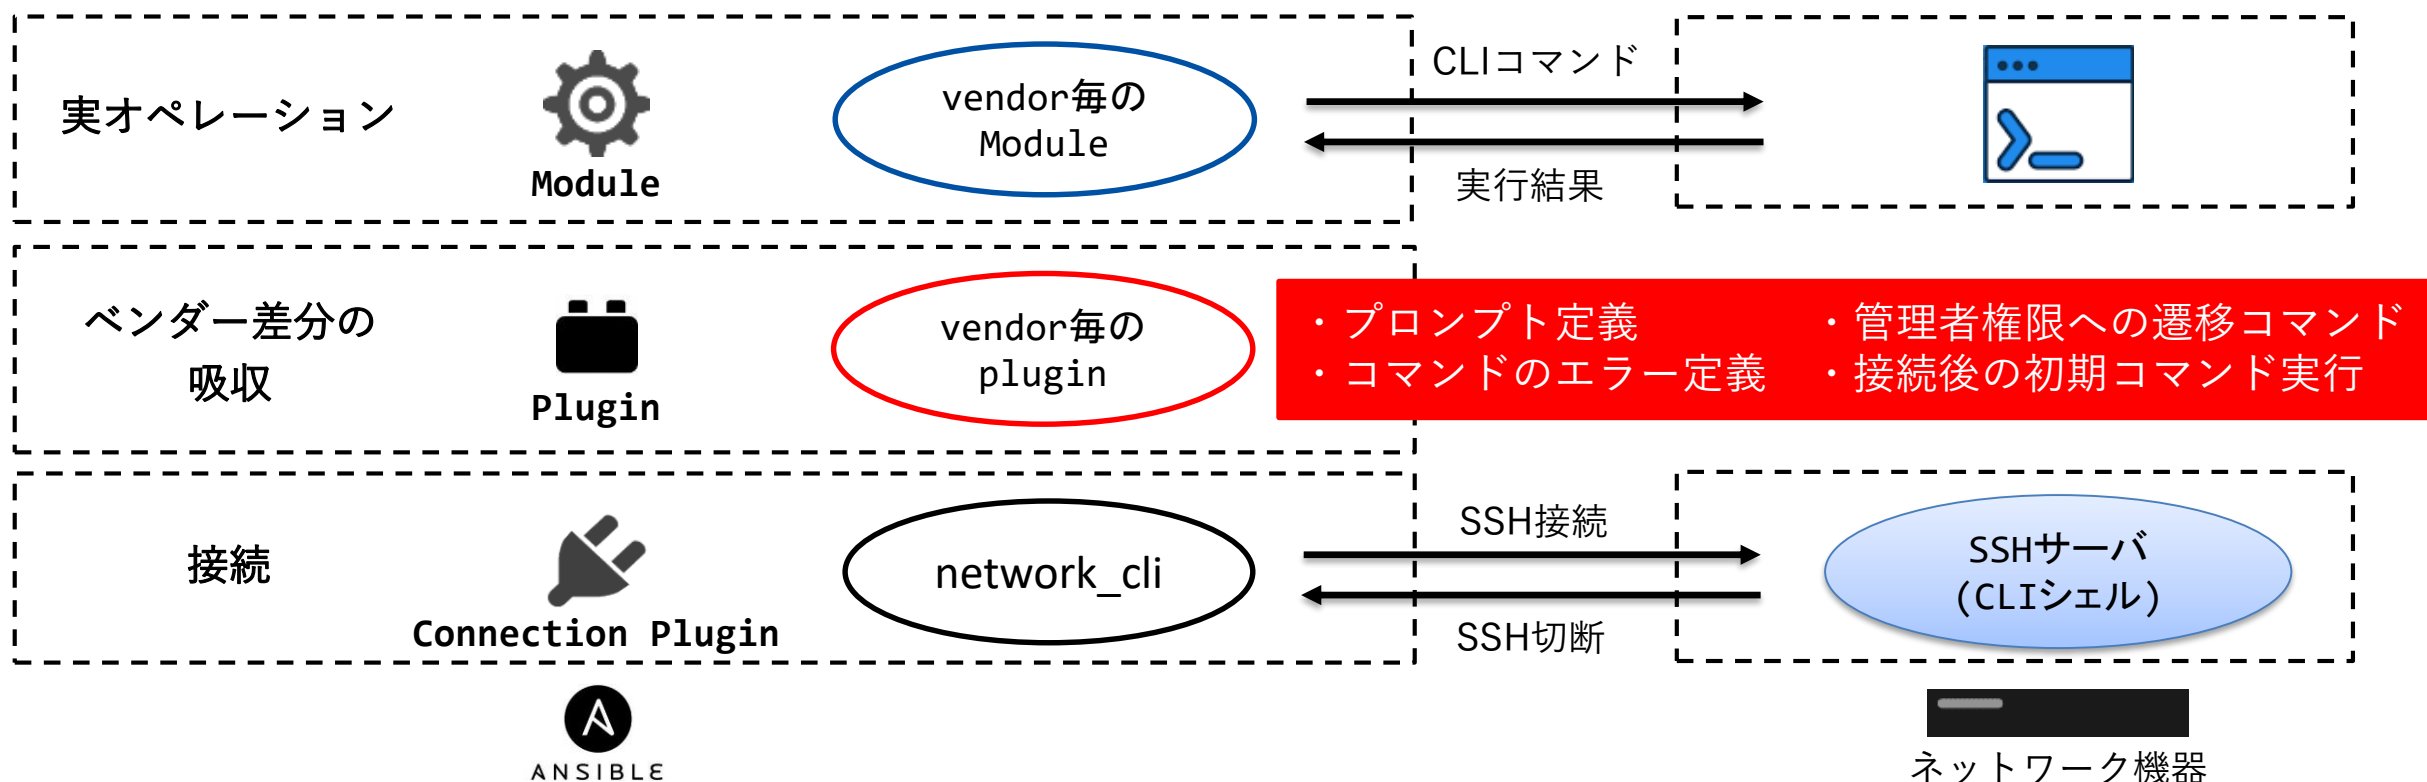 実オペレーション
Module
vendor毎の
Module
CLIコマンド
実行結果
ベンダー差分の
吸収
Plugin
vendor毎の
plugin
・プロンプト定義
・コマンドのエラー定義
・管理者権限への遷移コマンド
・接続後の初期コマンド実行
接続
Connection Plugin
network_cli
SSH接続
SSH切断
SSHサーバ
(CLIシェル)
ANSIBLE
ネットワーク機器